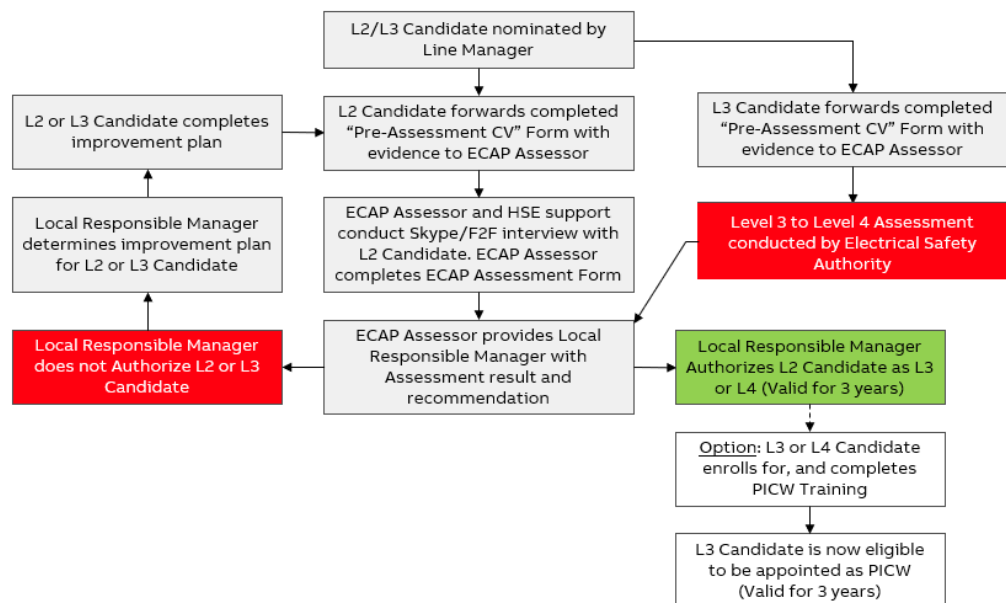 L2/L3 Candidate nominated by
Line Manager
L2 or L3 Candidate completes
improvement plan
L2 Candidate forwards completed
“Pre-Assessment CV” Form with
evidence to ECAP Assessor
L3 Candidate forwards completed
“Pre-Assessment CV” Form with
evidence to ECAP Assessor
Local Responsible Manager
determines improvement plan
for L2 or L3 Candidate
ECAP Assessor and HSE support
conduct Skype/F2F interview with
L2 Candidate. ECAP Assessor
completes ECAP Assessment Form
Level 3 to Level 4 Assessment
conducted by Electrical Safety
Authority
Local Responsible Manager
does not Authorize L2 or L3
Candidate
ECAP Assessor provides Local
Responsible Manager with
Assessment result and
recommendation
Local Responsible Manager
Authorizes L2 Candidate as L3
or L4 (Valid for 3 years)
Option: L3 or L4 Candidate
enrolls for, and completes
PICW Training
L3 Candidate is now eligible
to be appointed as PICW
(Valid for 3 years)